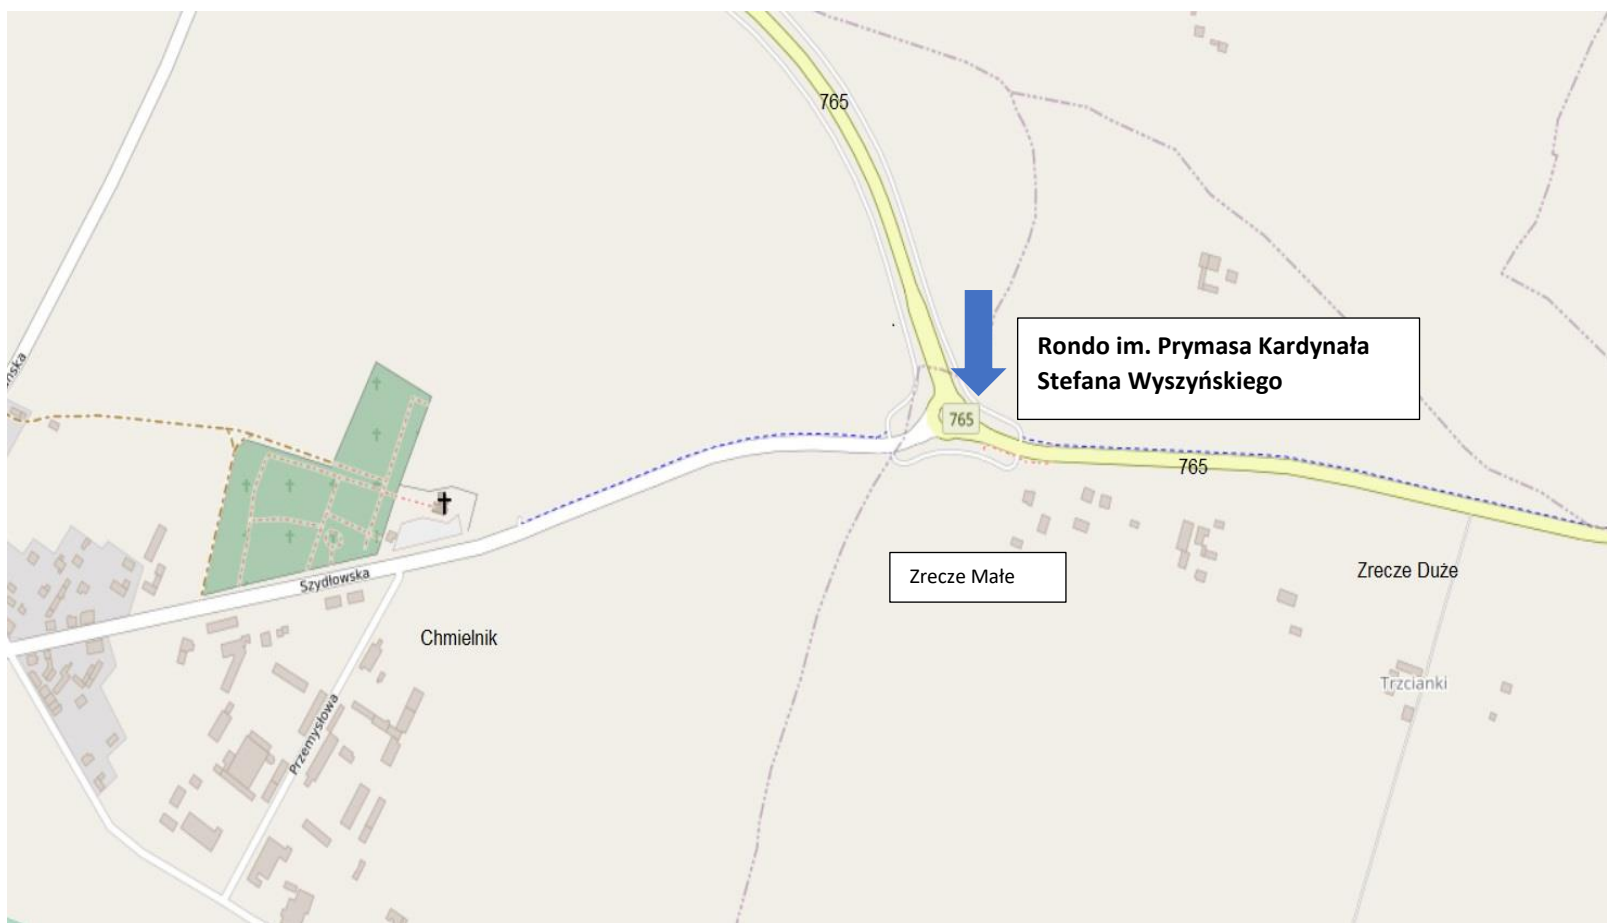 765
Rondo im. Prymasa Kardynała
Stefana Wyszyńskiego
765
765
Zrecze Małe
Zrecze Duże
Szydłowska
Chmielnik
Trzcianki
Przemysłowa